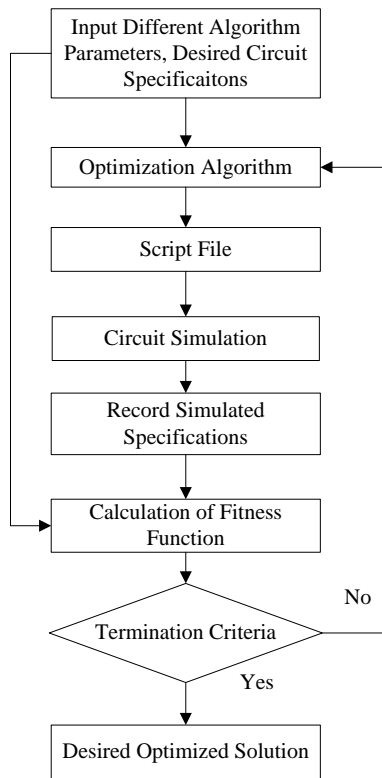 Input Different Algorithm
Parameters, Desired Circuit
Specificaitons
Optimization Algorithm
Script File
Circuit Simulation
Record Simulated
Specifications
Calculation of Fitness
Function
No
Termination Criteria
Yes
Desired Optimized Solution